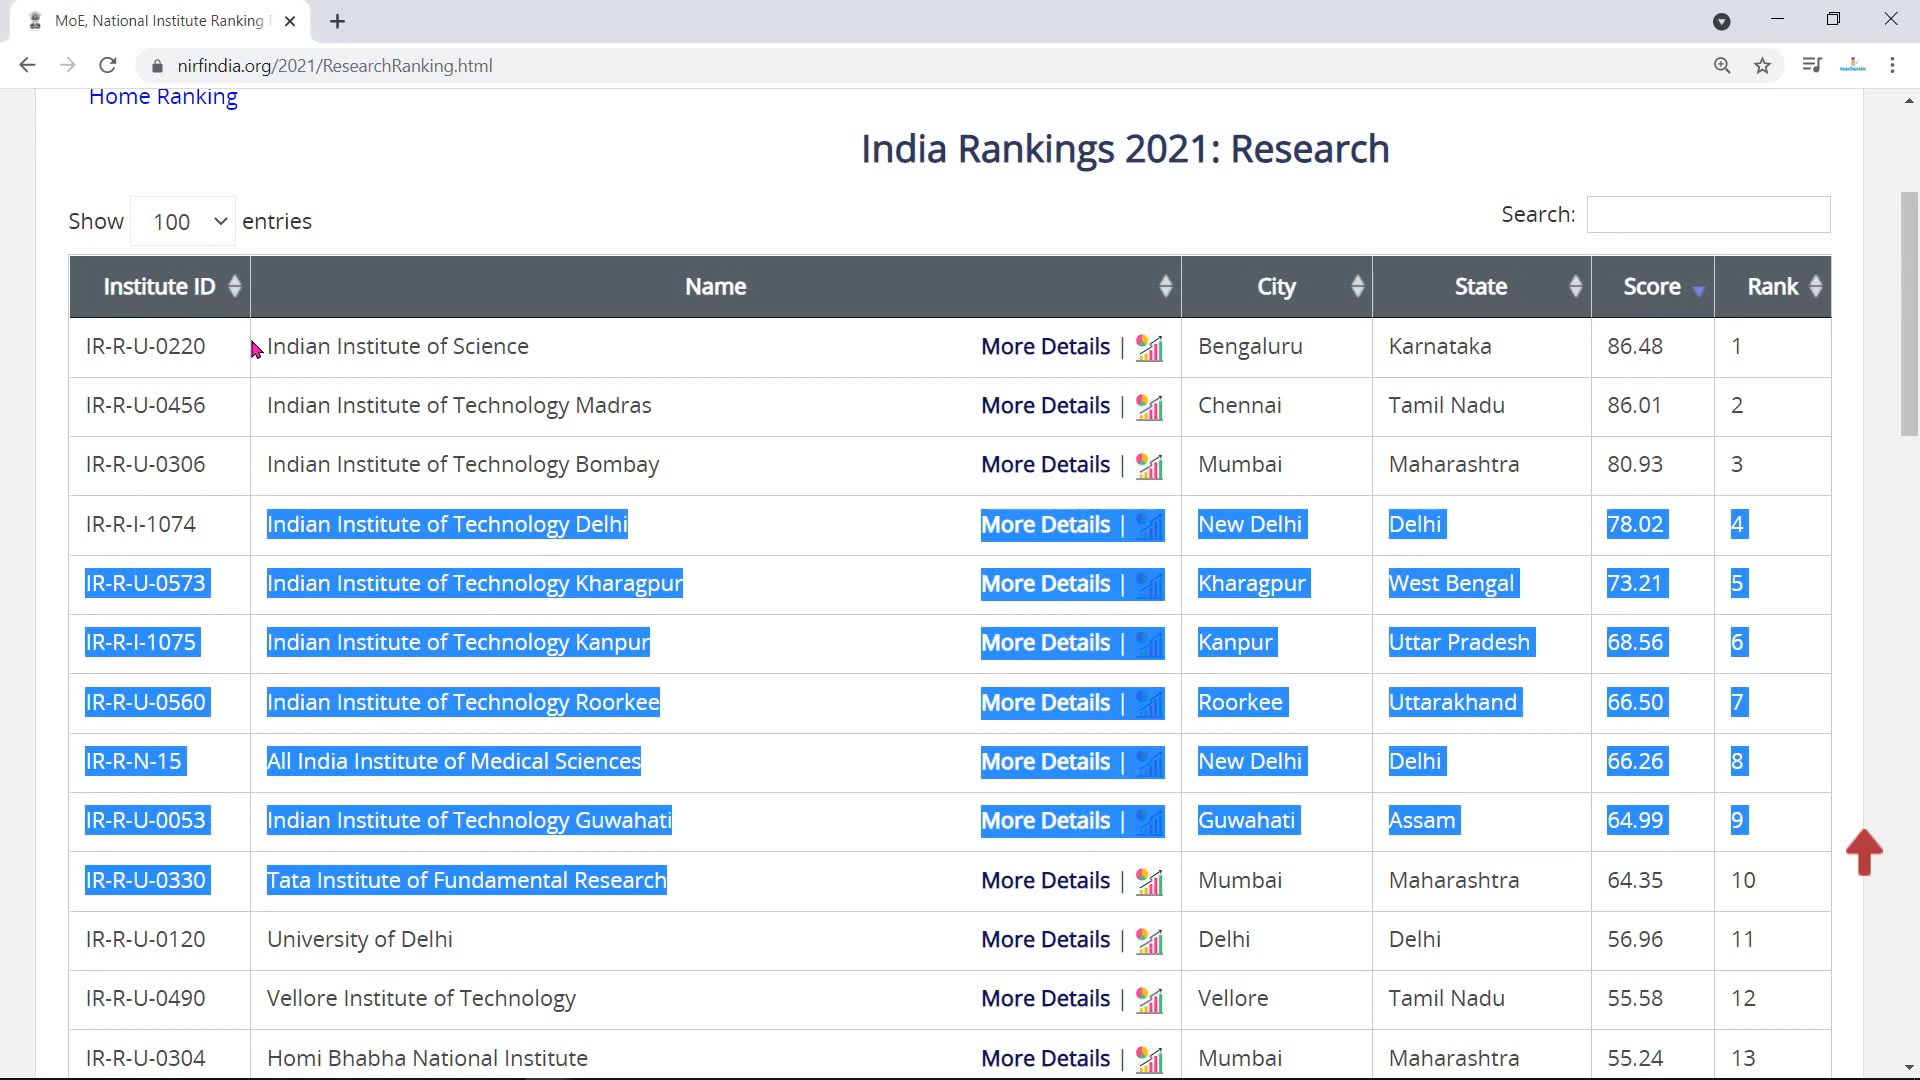 MoE, National Institute Ranking
nirfindia.org/2021/ResearchRanking.html
Home Ranking
India Rankings 2021: Research
Show 100 entries Search:
Institute ID Name City State Score Rank
IR-R-U-0220 Indian Institute of Science More Details | Bengaluru Karnataka 86.48 1
IR-R-U-0456 Indian Institute of Technology Madras More Details | Chennai Tamil Nadu 86.01 2
IR-R-U-0306 Indian Institute of Technology Bombay More Details | Mumbai Maharashtra 80.93 3
IR-R-I-1074 Indian Institute of Technology Delhi More Details | New Delhi Delhi 78.02 4
IR-R-U-0573 Indian Institute of Technology Kharagpur More Details | Kharagpur West Bengal 73.21 5
IR-R-I-1075 Indian Institute of Technology Kanpur More Details | Kanpur Uttar Pradesh 68.56 6
IR-R-U-0560 Indian Institute of Technology Roorkee More Details | Roorkee Uttarakhand 66.50 7
IR-R-N-15 All India Institute of Medical Sciences More Details | New Delhi Delhi 66.26 8
IR-R-U-0053 Indian Institute of Technology Guwahati More Details | Guwahati Assam 64.99 9
IR-R-U-0330 Tata Institute of Fundamental Research More Details | Mumbai Maharashtra 64.35 10
IR-R-U-0120 University of Delhi More Details | Delhi Delhi 56.96 11
IR-R-U-0490 Vellore Institute of Technology More Details | Vellore Tamil Nadu 55.58 12
IR-R-U-0304 Homi Bhabha National Institute More Details | Mumbai Maharashtra 55.24 13